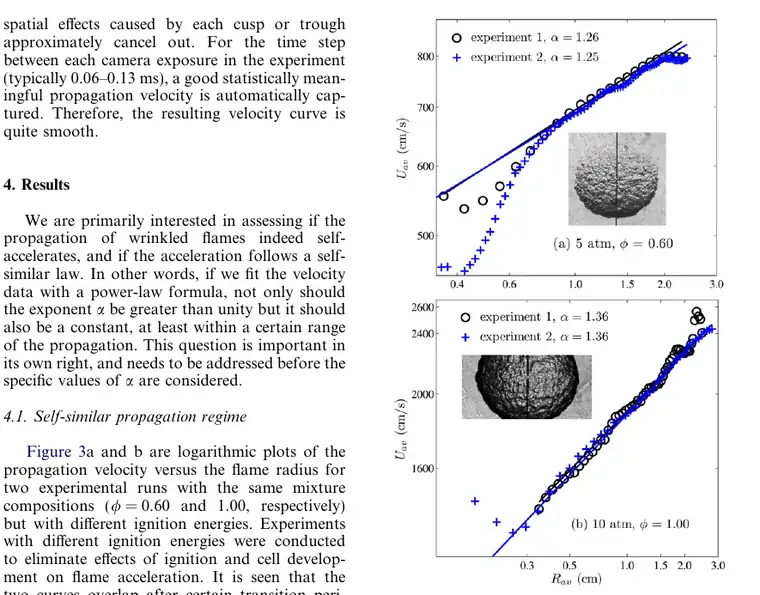 spatial effects caused by each cusp or trough
approximately cancel out. For the time step
between each camera exposure in the experiment
(typically 0.06–0.13 ms), a good statistically mean-
ingful propagation velocity is automatically cap-
tured. Therefore, the resulting velocity curve is
quite smooth.
4. Results
We are primarily interested in assessing if the
propagation of wrinkled flames indeed self-
accelerates, and if the acceleration follows a self-
similar law. In other words, if we fit the velocity
data with a power-law formula, not only should
the exponent α be greater than unity but it should
also be a constant, at least within a certain range
of the propagation. This question is important in
its own right, and needs to be addressed before the
specific values of α are considered.
4.1. Self-similar propagation regime
Figure 3a and b are logarithmic plots of the
propagation velocity versus the flame radius for
two experimental runs with the same mixture
compositions (ϕ = 0.60 and 1.00, respectively)
but with different ignition energies. Experiments
with different ignition energies were conducted
to eliminate effects of ignition and cell develop-
ment on flame acceleration. It is seen that the
two curves overlap after certain transition peri-
experiment 1, α = 1.26
experiment 2, α = 1.25
800
700
600
500
U_av (cm/s)
(a) 5 atm, ϕ = 0.60
0.4 0.6 1.0 1.5 2.0 3.0
experiment 1, α = 1.36
experiment 2, α = 1.36
2600
2400
2000
1600
U_av (cm/s)
(b) 10 atm, ϕ = 1.00
0.3 0.5 1.0 1.5 2.0 3.0
R_av (cm)